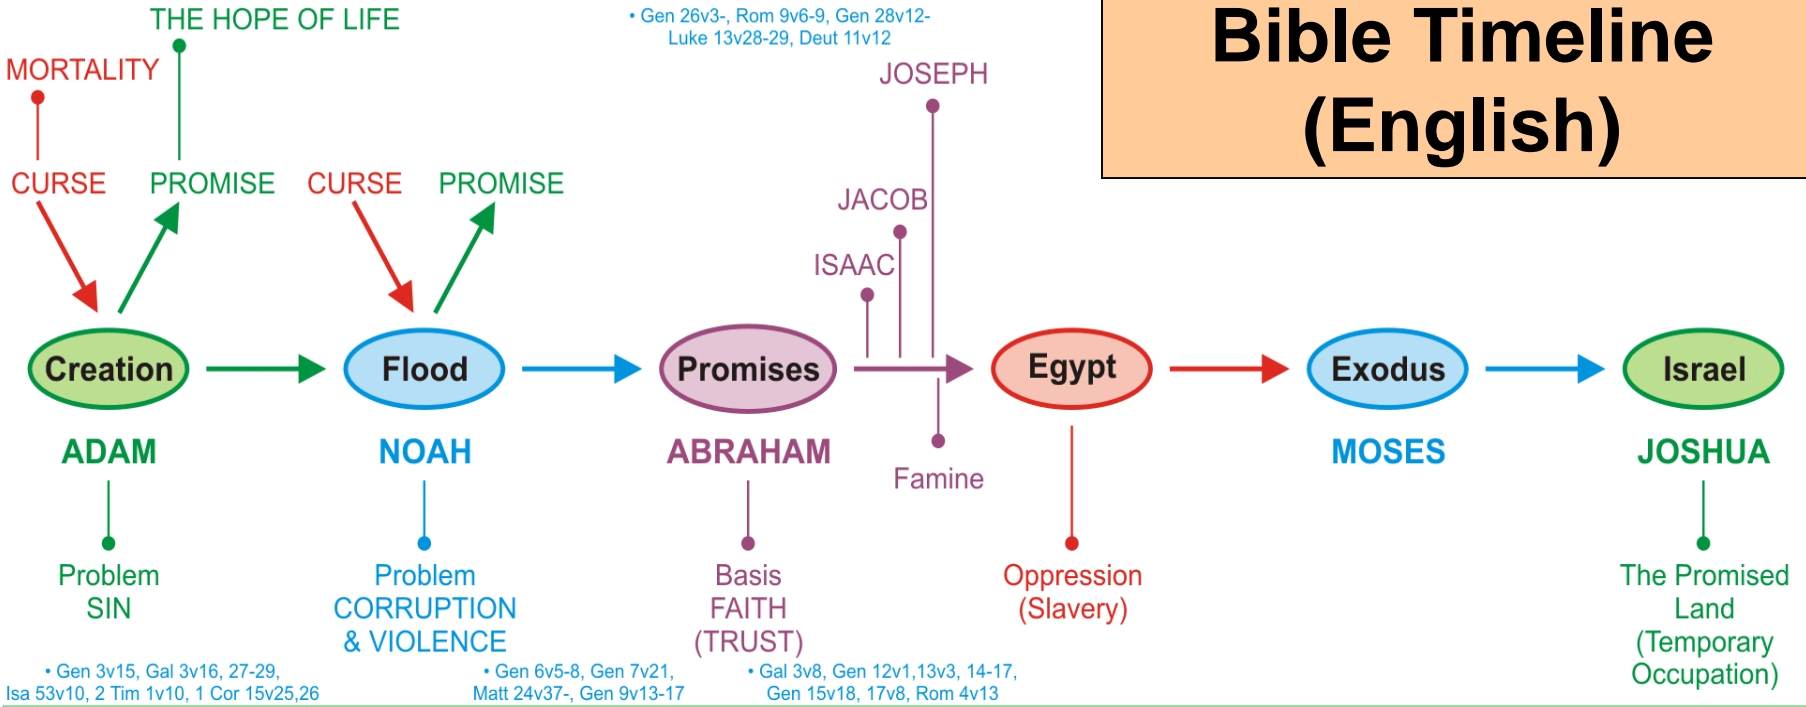 THE HOPE OF LIFE
• Gen 26v3-, Rom 9v6-9, Gen 28v12-
Luke 13v28-29, Deut 11v12
Bible Timeline
(English)
MORTALITY
JOSEPH
CURSE
PROMISE
CURSE
PROMISE
JACOB
ISAAC
Creation
Flood
Promises
Egypt
Exodus
Israel
ADAM
NOAH
ABRAHAM
MOSES
JOSHUA
Famine
Problem
SIN
Problem
CORRUPTION
& VIOLENCE
Basis
FAITH
(TRUST)
Oppression
(Slavery)
The Promised
Land
(Temporary
Occupation)
• Gen 3v15, Gal 3v16, 27-29,
Isa 53v10, 2 Tim 1v10, 1 Cor 15v25,26
• Gen 6v5-8, Gen 7v21,
Matt 24v37-, Gen 9v13-17
• Gal 3v8, Gen 12v1,13v3, 14-17,
Gen 15v18, 17v8, Rom 4v13